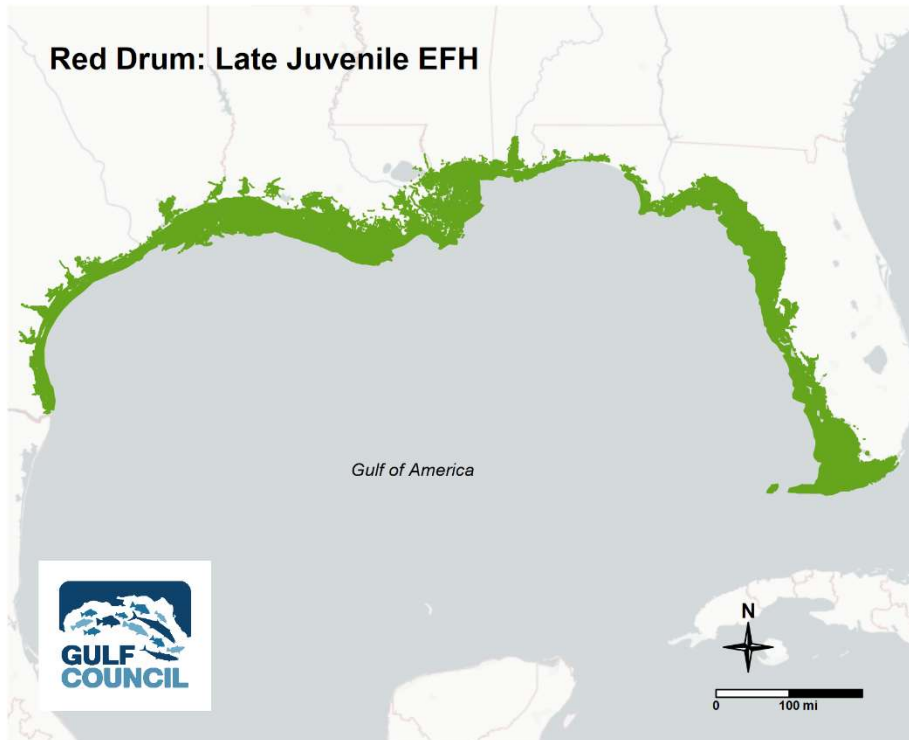 Red Drum: Late Juvenile EFH
Gulf of America
GULF
COUNCIL
N
0 100 mi